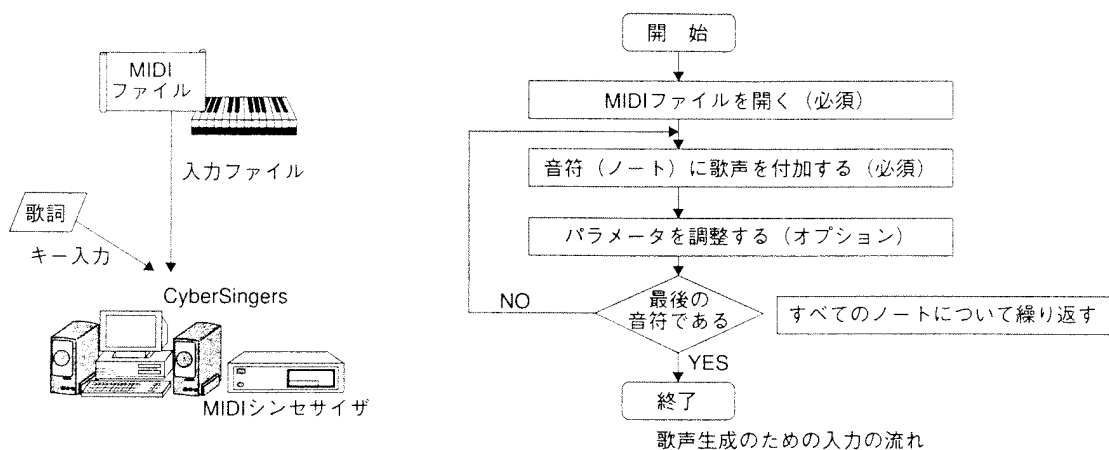 MIDI
ファイル
入力ファイル
歌詞
キー入力
CyberSingers
MIDIシンセサイザ
開 始
MIDIファイルを開く(必須)
音符(ノート)に歌声を付加する(必須)
パラメータを調整する(オプション)
NO
最後の
音符である
すべてのノートについて繰り返す
YES
終了
歌声生成のための入力の流れ